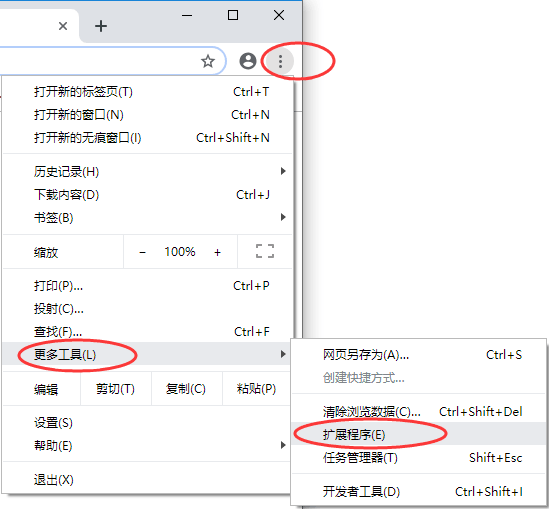 打开新的标签页(T) Ctrl+T
打开新的窗口(N) Ctrl+N
打开新的无痕窗口(I) Ctrl+Shift+N
历史记录(H)
下载内容(D) Ctrl+J
书签(B)
缩放 - 100% +
打印(P)... Ctrl+P
投射(C)...
查找(F)... Ctrl+F
更多工具(L)
编辑 剪切(T) 复制(C) 粘贴(P)
设置(S)
帮助(E)
退出(X)
网页另存为(A)... Ctrl+S
创建快捷方式...
清除浏览数据(C)... Ctrl+Shift+Del
扩展程序(E)
任务管理器(T) Shift+Esc
开发者工具(D) Ctrl+Shift+I